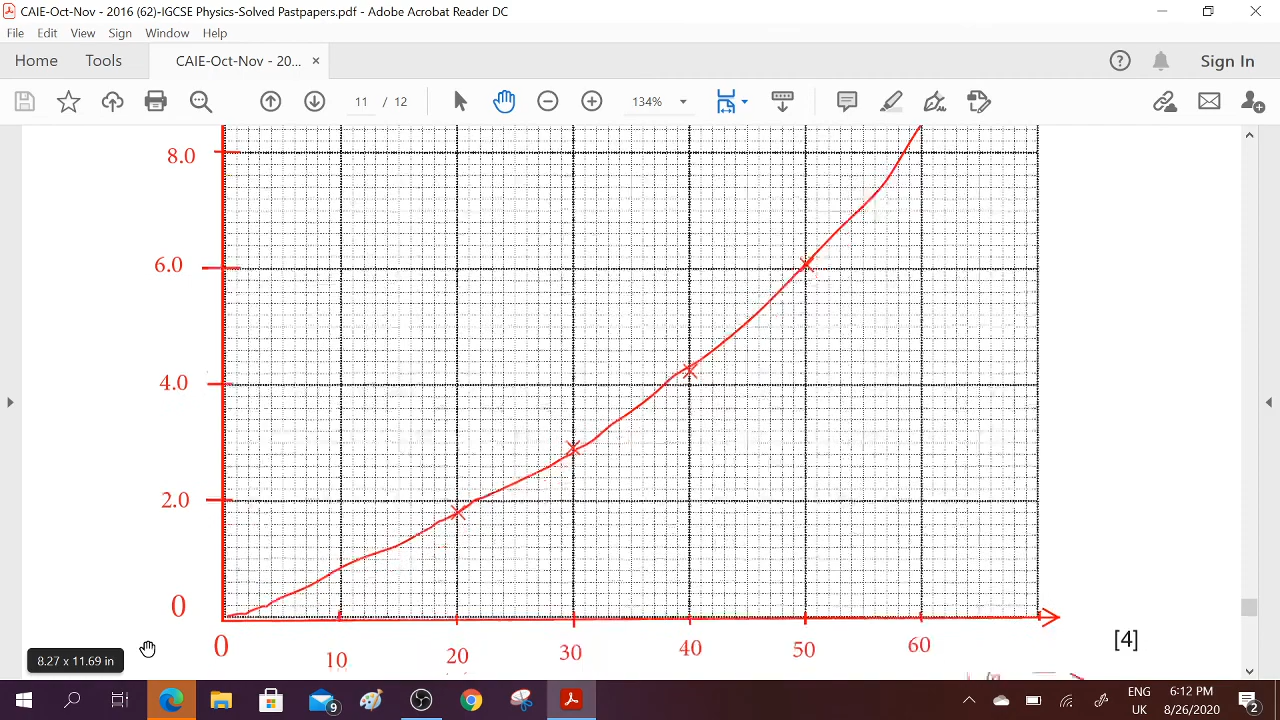 CAIE-Oct-Nov - 2016 (62)-IGCSE Physics-Solved Pastpapers.pdf - Adobe Acrobat Reader DC
File Edit View Sign Window Help
Home Tools CAIE-Oct-Nov - 20... × Sign In
11 / 12 134%
8.0
6.0
4.0
2.0
0
0 10 20 30 40 50 60
[4]
8.27 x 11.69 in
9
ENG 6:12 PM
UK 8/26/2020 2